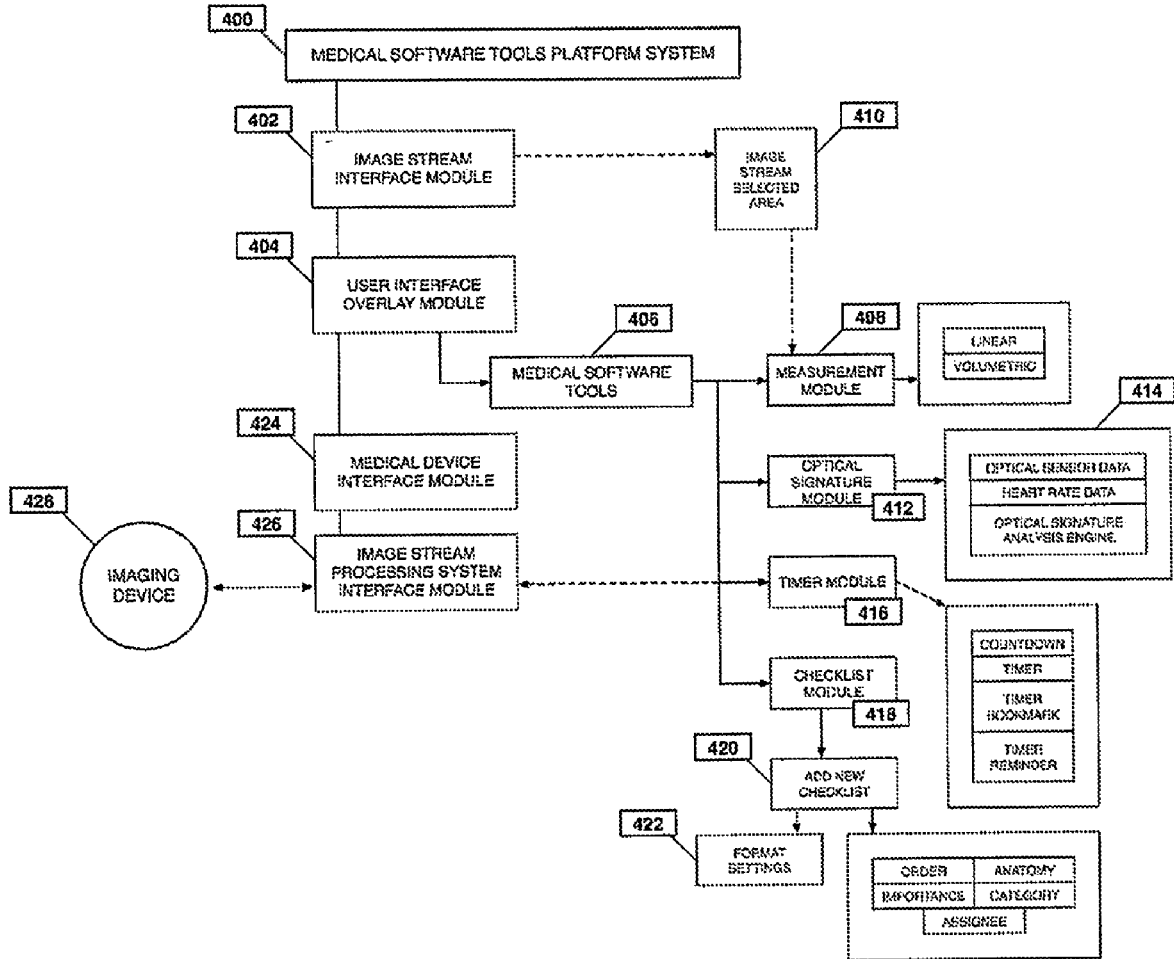 400
MEDICAL SOFTWARE TOOLS PLATFORM SYSTEM
402
IMAGE STREAM
INTERFACE MODULE
410
IMAGE
STREAM
SELECTED
AREA
404
USER INTERFACE
OVERLAY MODULE
406
MEDICAL SOFTWARE
TOOLS
408
MEASUREMENT
MODULE
LINEAR
VOLUMETRIC
424
MEDICAL DEVICE
INTERFACE MODULE
OPTICAL
SIGNATURE
MODULE
412
414
OPTICAL SENSOR DATA
HEART RATE DATA
OPTICAL SIGNATURE
ANALYSIS ENGINE
428
IMAGING
DEVICE
426
IMAGE STREAM
PROCESSING SYSTEM
INTERFACE MODULE
TIMER MODULE
416
COUNTDOWN
TIMER
TIMER
BOOKMARK
TIMER
REMINDER
CHECKLIST
MODULE
418
420
ADD NEW
CHECKLIST
422
FORMAT
SETTINGS
ORDER
ANATOMY
IMPORTANCE
CATEGORY
ASSIGNEE